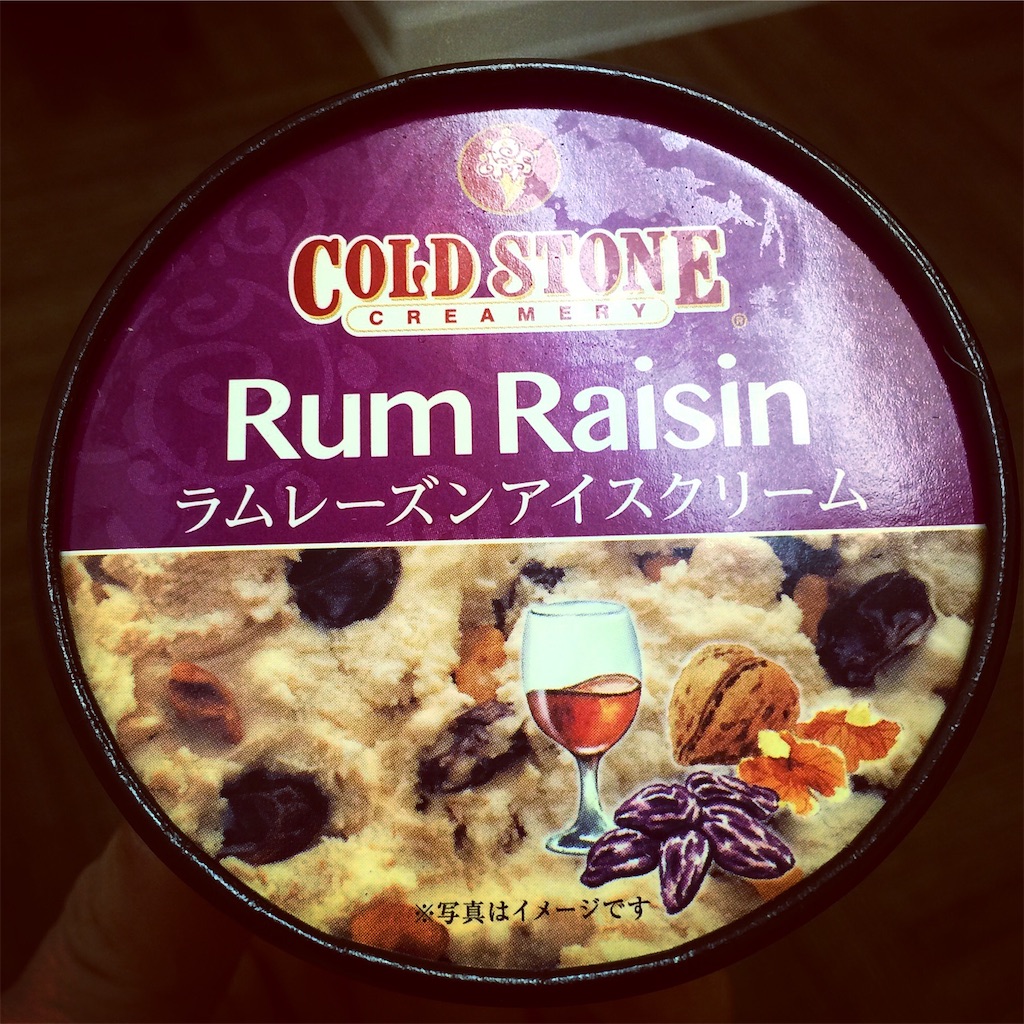 COLD STONE
CREAMERY ®
Rum Raisin
ラムレーズンアイスクリーム
※写真はイメージです